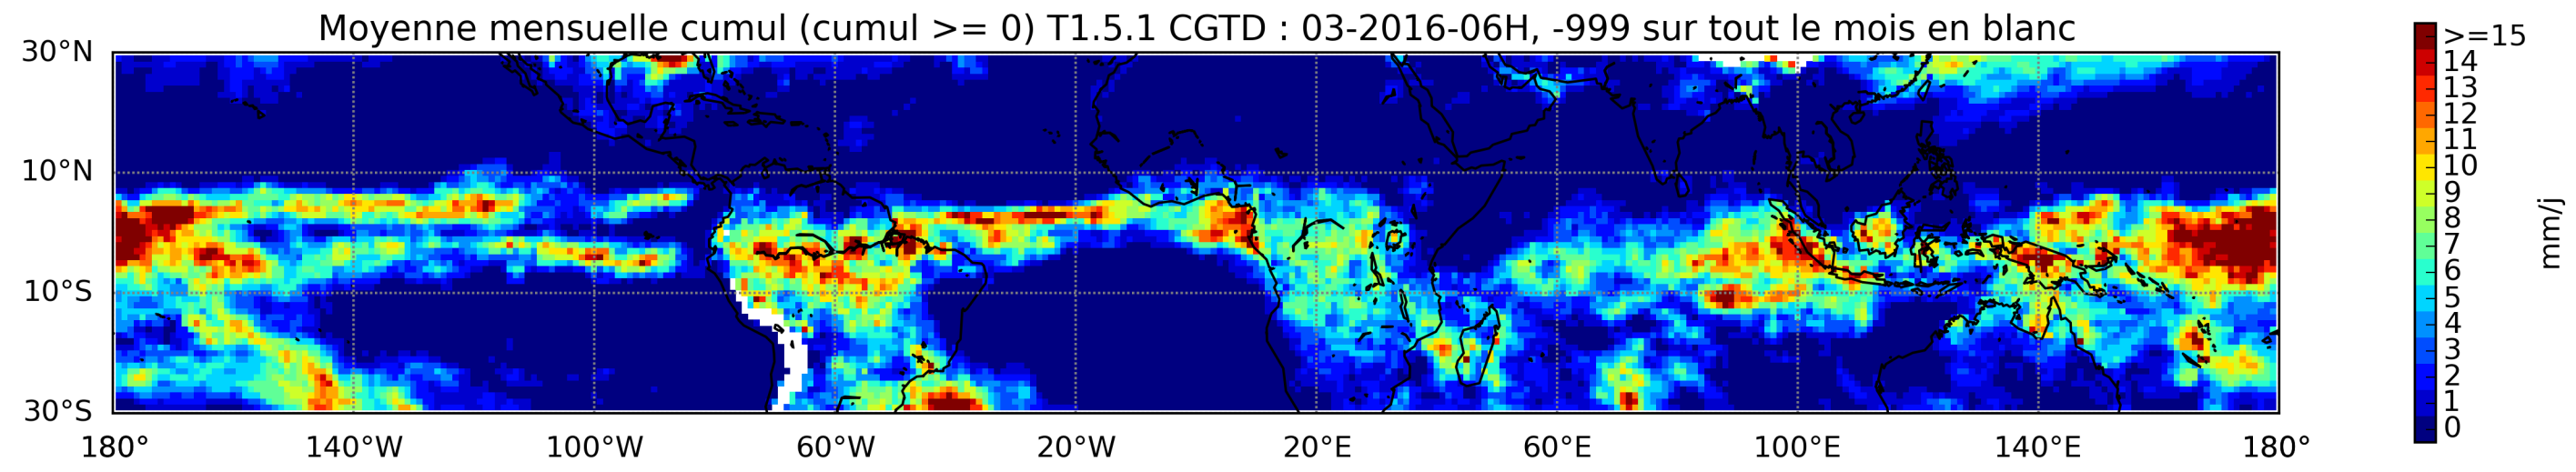 Moyenne mensuelle cumul (cumul >= 0) T1.5.1 CGTD : 03-2016-06H, -999 sur tout le mois en blanc
30°N
10°N
10°S
30°S
180°
140°W
100°W
60°W
20°W
20°E
60°E
100°E
140°E
180°
>=15
14
13
12
11
10
9
8
7
6
5
4
3
2
1
0
mm/j